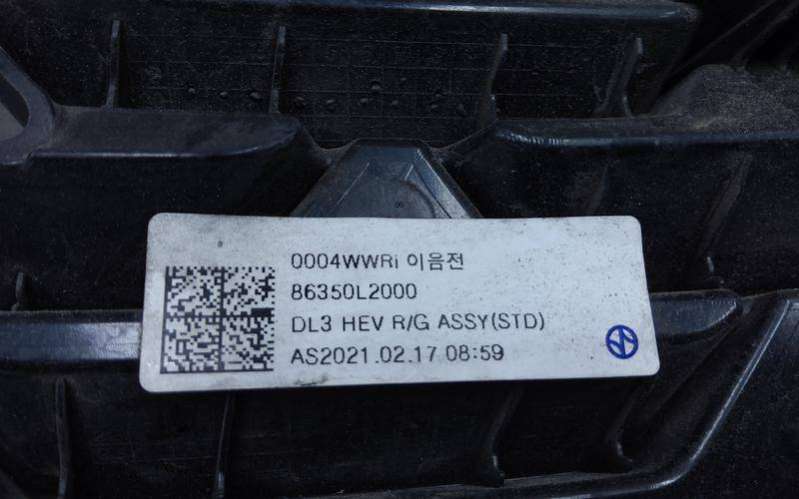 0004WWRi 이음전
86350L2000
DL3 HEV R/G ASSY(STD)
AS2021.02.17 08:59